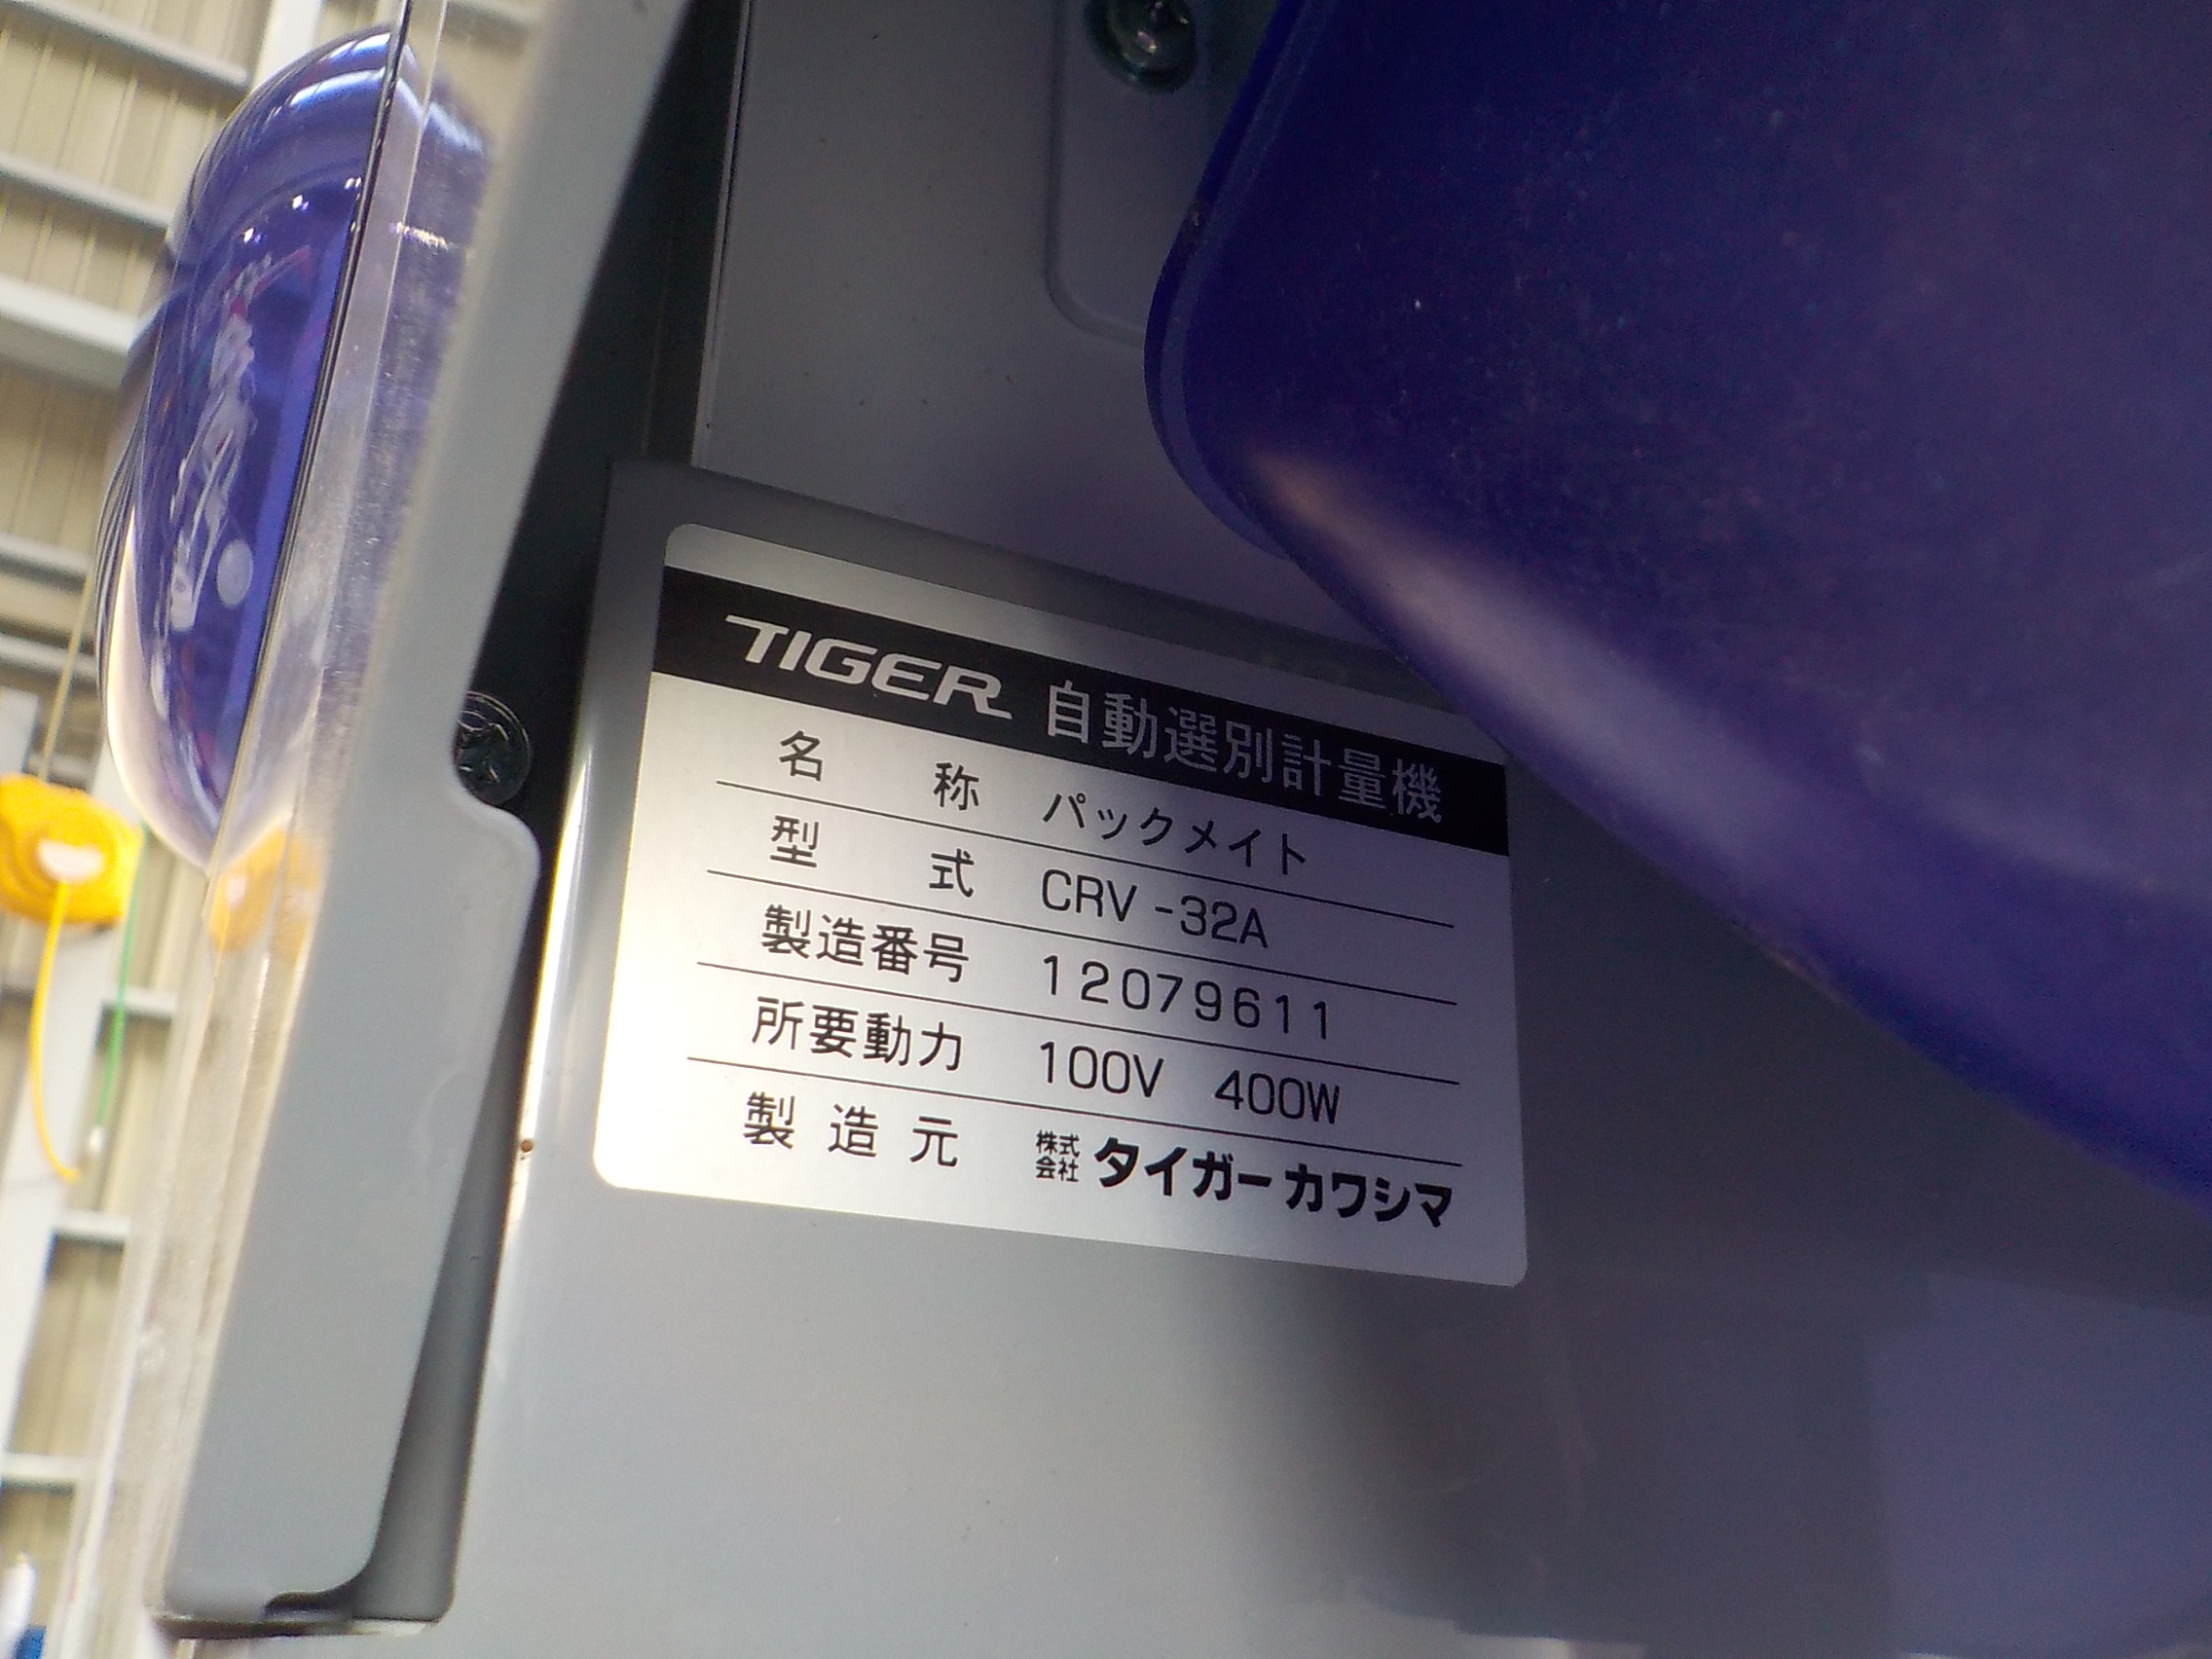 TIGER 自動選別計量機
名称 パックメイト
型式 CRV-32A
製造番号 12079611
所要動力 100V 400W
製造元 株式会社 タイガーカワシマ